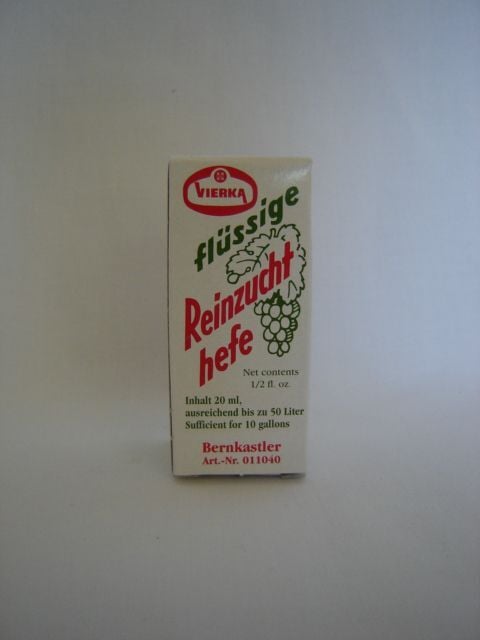 VIERKA
flüssige
Reinzucht
hefe
Net contents
1/2 fl. oz.
Inhalt 20 ml,
ausreichend bis zu 50 Liter
Sufficient for 10 gallons
Bernkastler
Art.-Nr. 011040